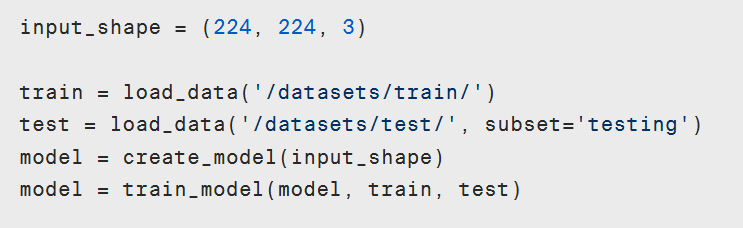 input_shape = (224, 224, 3)
train = load_data('/datasets/train/')
test = load_data('/datasets/test/', subset='testing')
model = create_model(input_shape)
model = train_model(model, train, test)